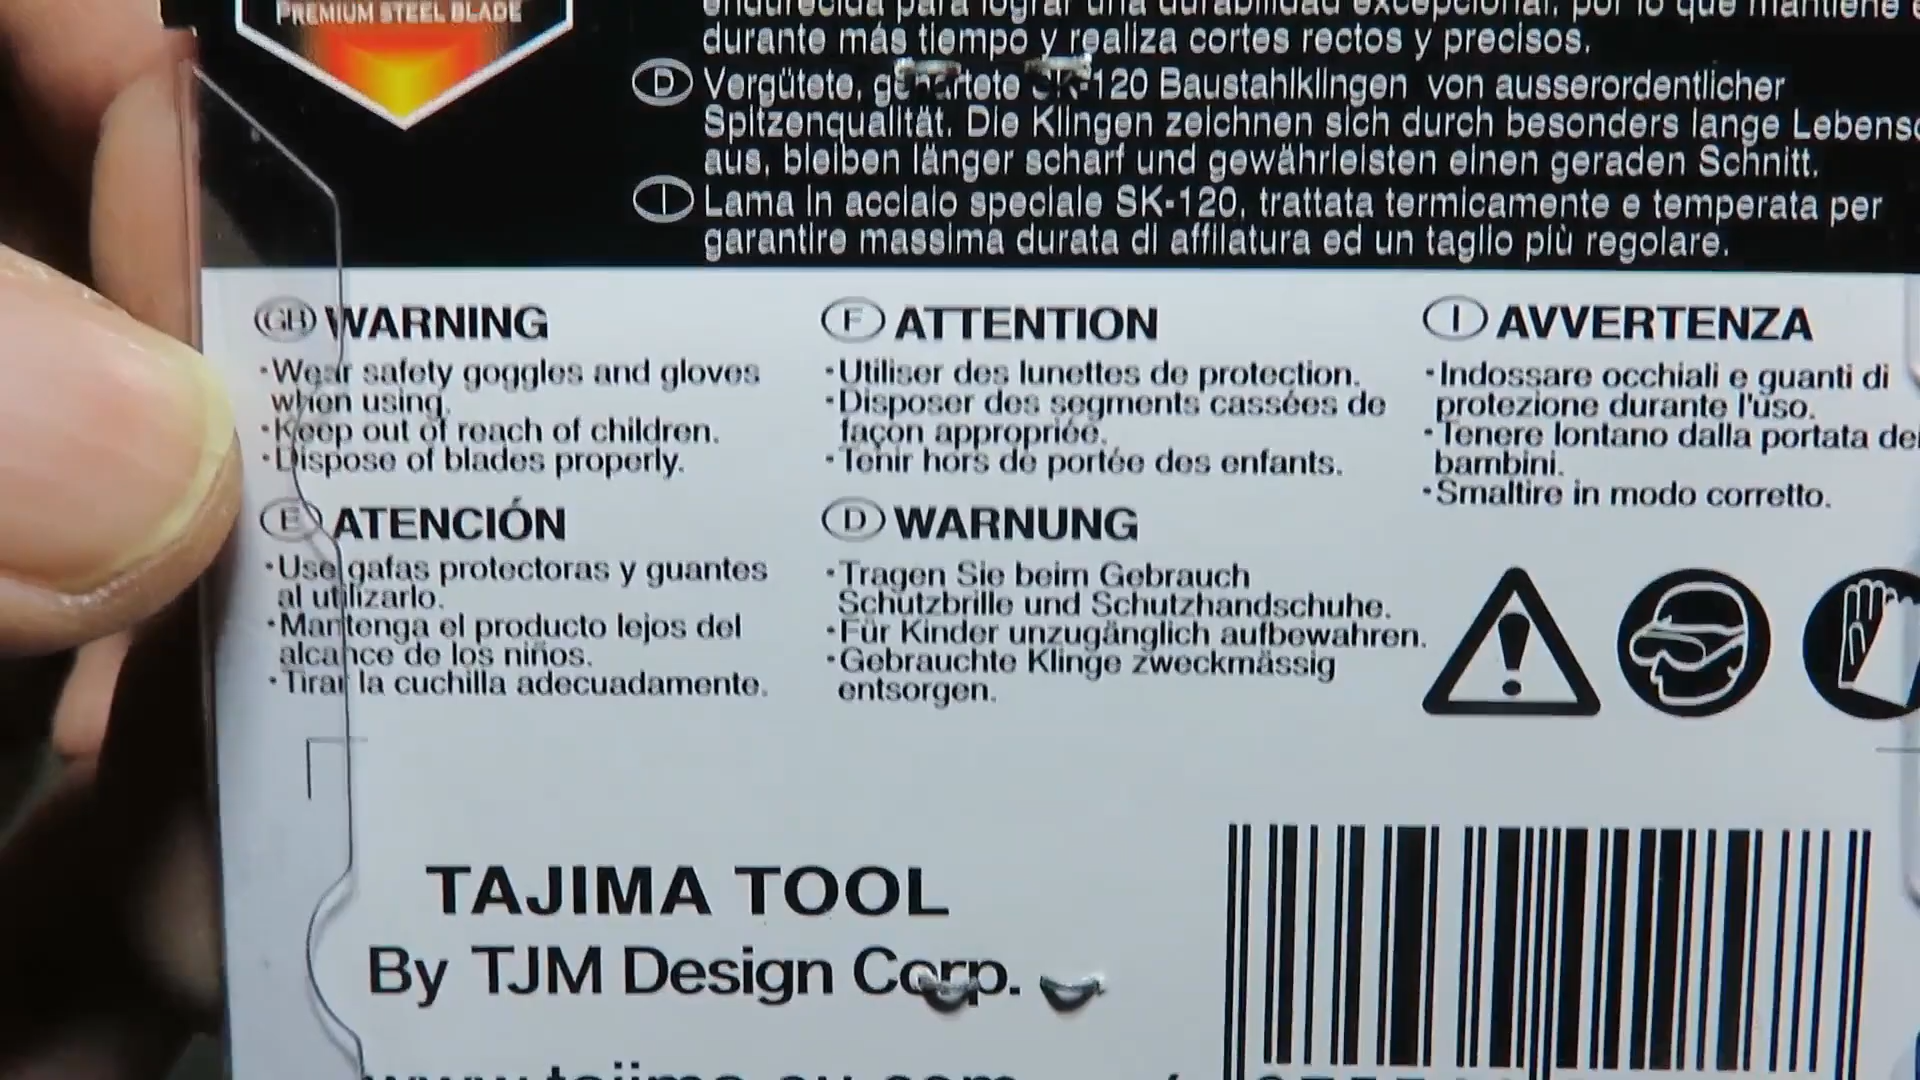 PREMIUM STEEL BLADE
para lograr una durabilidad excepcional, por lo que mantiene
durante más tiempo y realiza cortes rectos y precisos.
D Vergütete, SK-120 Baustahlklingen von ausserordentlicher
Spitzenqualität. Die Klingen zeichnen sich durch besonders lange
aus, bleiben länger scharf und gewährleisten einen geraden Schnitt.
I Lama in acciaio speciale SK-120, trattata termicamente e temperata per
garantire massima durata di affilatura ed un taglio più regolare.
GB WARNING
·Wear safety goggles and gloves
when using.
·Keep out of reach of children.
·Dispose of blades properly.
E ATENCIÓN
·Use gafas protectoras y guantes
al utilizarlo.
·Mantenga el producto lejos del
alcance de los niños.
·Tirar la cuchilla adecuadamente.
F ATTENTION
·Utiliser des lunettes de protection.
·Disposer des segments cassées de
façon appropriée.
·Tenir hors de portée des enfants.
D WARNUNG
·Tragen Sie beim Gebrauch
Schutzbrille und Schutzhandschuhe.
·Für Kinder unzugänglich aufbewahren.
·Gebrauchte Klinge zweckmässig
entsorgen.
I AVVERTENZA
·Indossare occhiali e guanti di
protezione durante l'uso.
·Tenere lontano dalla portata
bambini.
·Smaltire in modo corretto.
TAJIMA TOOL
By TJM Design Corp.